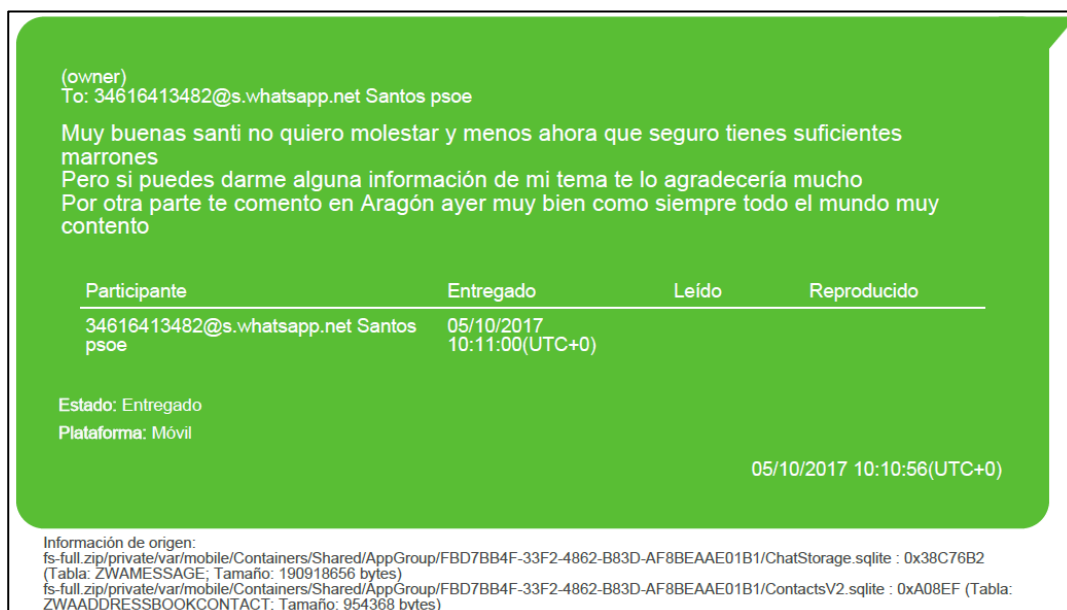 (owner)
To: 34616413482@s.whatsapp.net Santos psoe
Muy buenas santi no quiero molestar y menos ahora que seguro tienes suficientes
marrones
Pero si puedes darme alguna información de mi tema te lo agradecería mucho
Por otra parte te comento en Aragón ayer muy bien como siempre todo el mundo muy
contento
Participante Entregado Leído Reproducido
34616413482@s.whatsapp.net Santos 05/10/2017
psoe 10:11:00(UTC+0)
Estado: Entregado
Plataforma: Móvil
05/10/2017 10:10:56(UTC+0)
Información de origen:
fs-full.zip/private/var/mobile/Containers/Shared/AppGroup/FBD7BB4F-33F2-4862-B83D-AF8BEAAE01B1/ChatStorage.sqlite : 0x38C76B2
(Tabla: ZWAMESSAGE; Tamaño: 190918656 bytes)
fs-full.zip/private/var/mobile/Containers/Shared/AppGroup/FBD7BB4F-33F2-4862-B83D-AF8BEAAE01B1/ContactsV2.sqlite : 0xA08EF (Tabla:
ZWAADDRESSBOOKCONTACT; Tamaño: 954368 bytes)